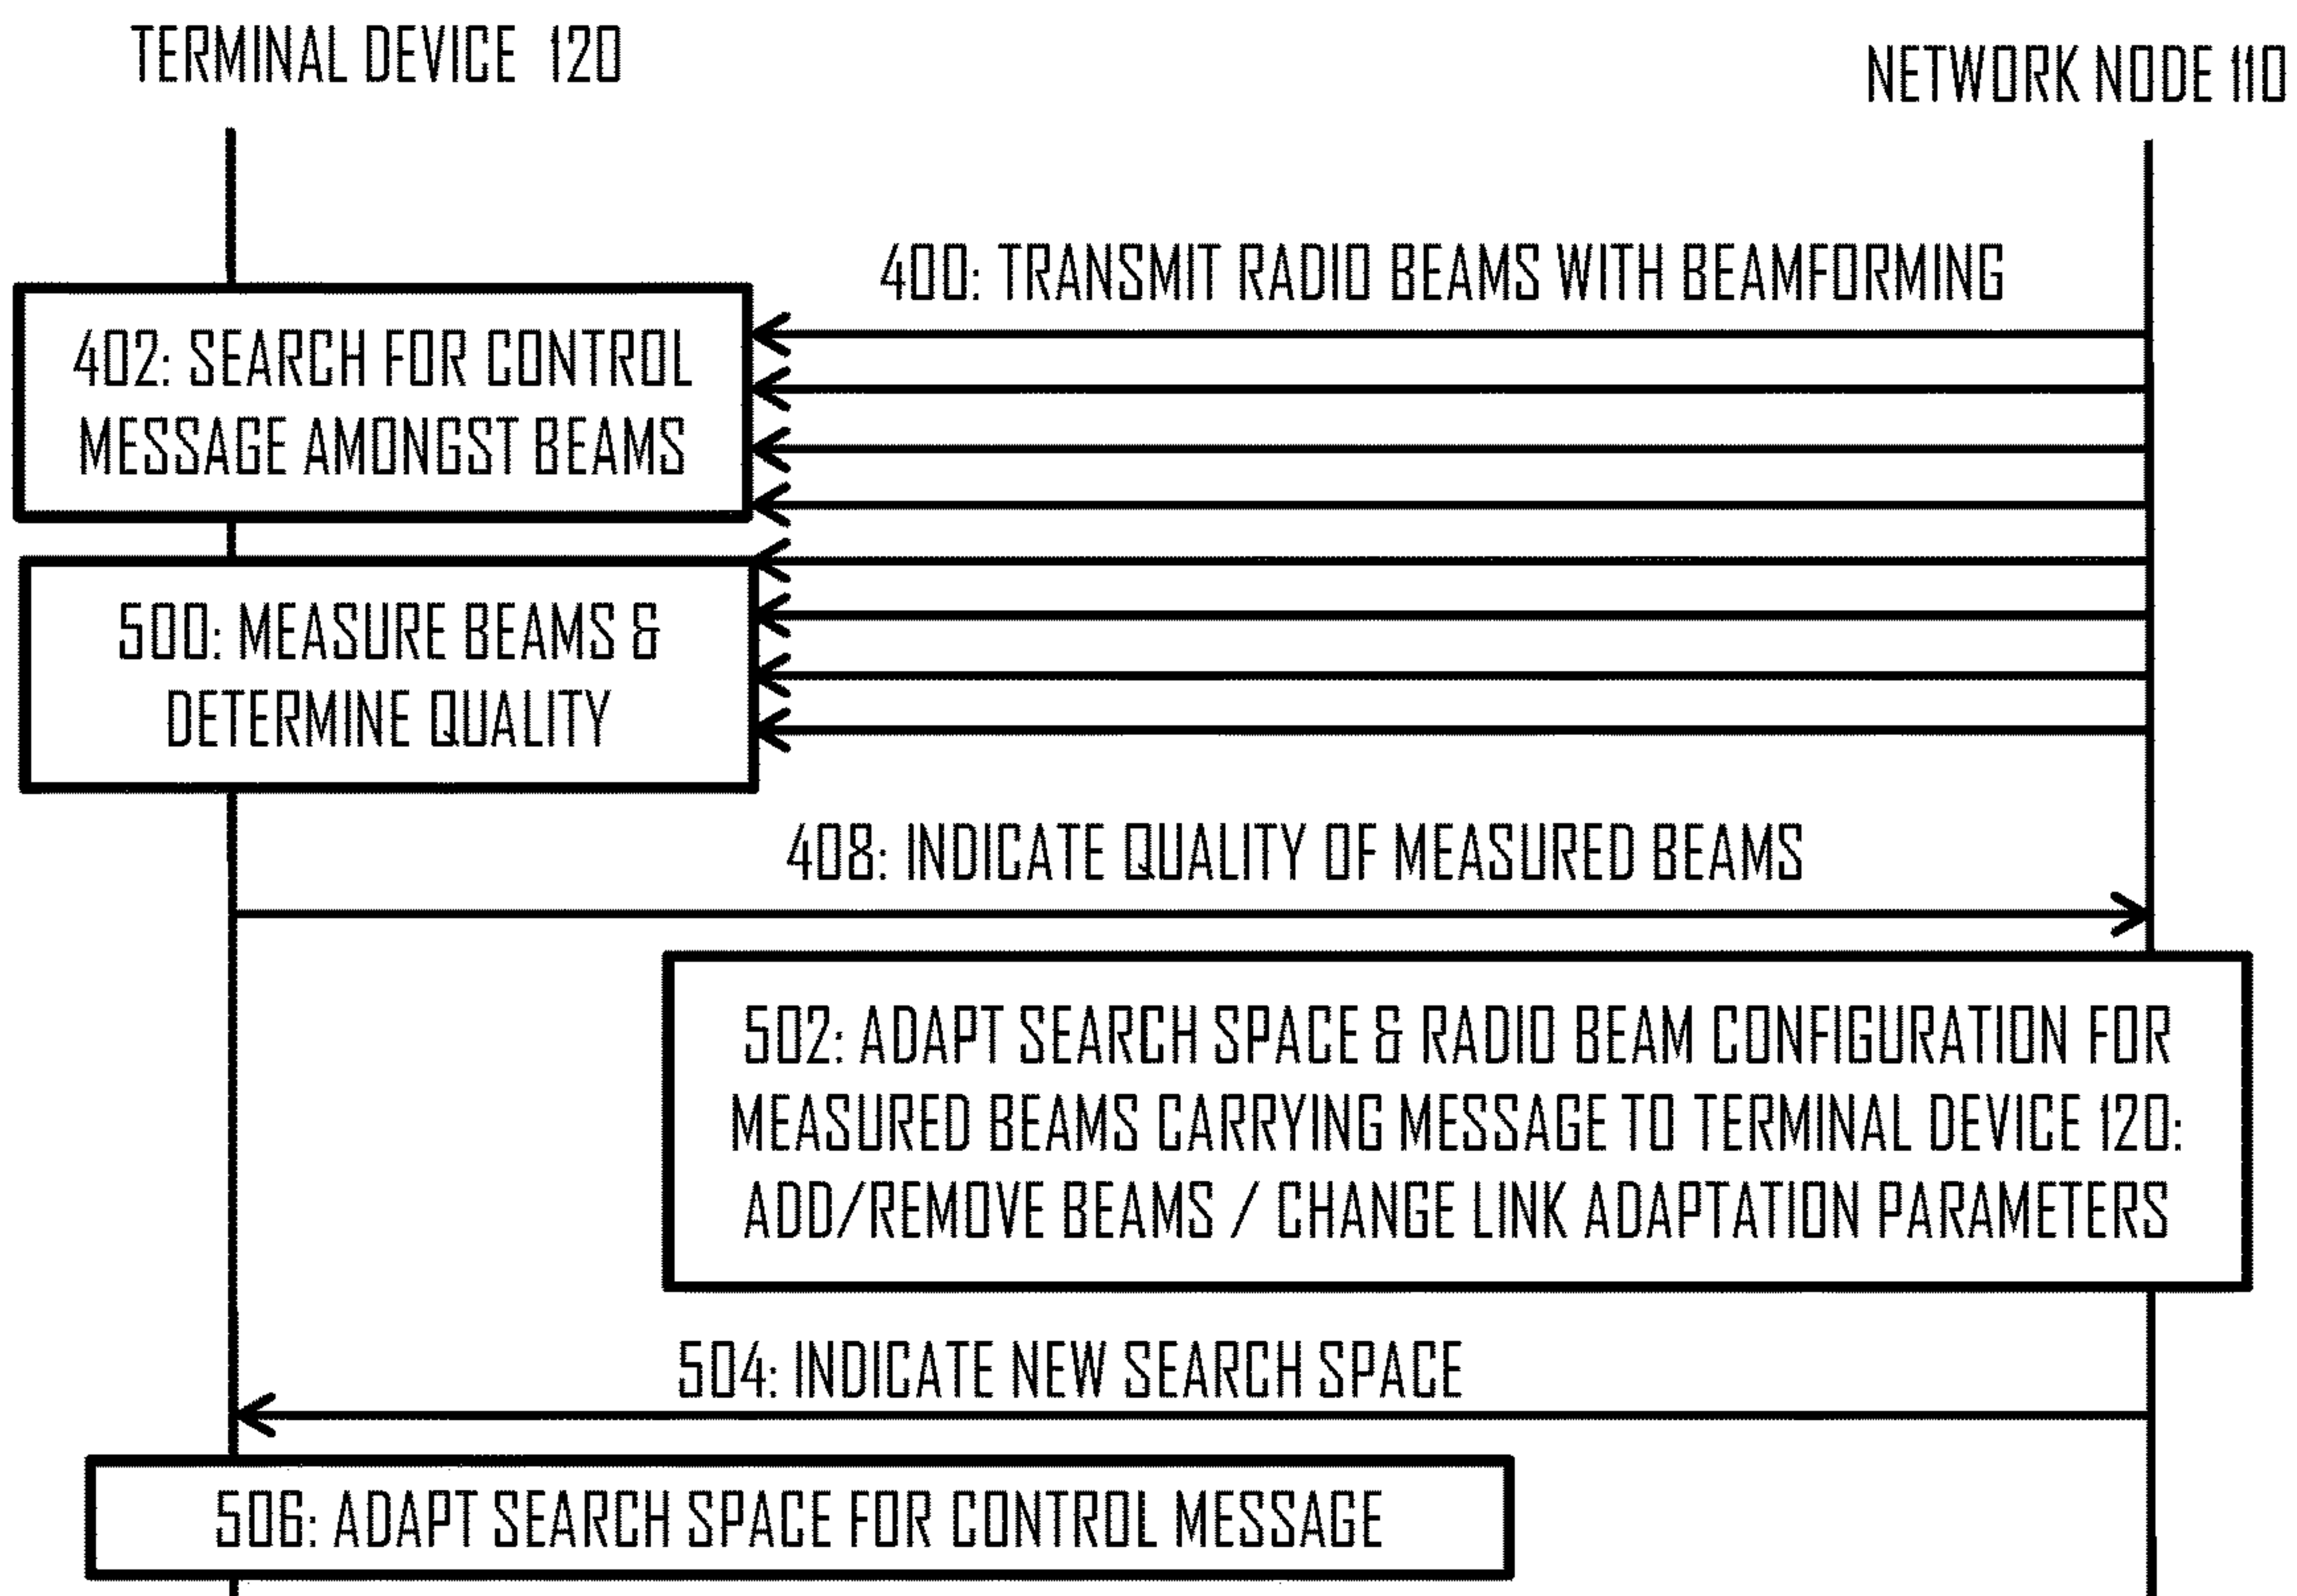 TERMINAL DEVICE 120
NETWORK NODE 110
400: TRANSMIT RADIO BEAMS WITH BEAMFORMING
402: SEARCH FOR CONTROL
MESSAGE AMONGST BEAMS
500: MEASURE BEAMS &
DETERMINE QUALITY
408: INDICATE QUALITY OF MEASURED BEAMS
502: ADAPT SEARCH SPACE & RADIO BEAM CONFIGURATION FOR
MEASURED BEAMS CARRYING MESSAGE TO TERMINAL DEVICE 120:
ADD/REMOVE BEAMS / CHANGE LINK ADAPTATION PARAMETERS
504: INDICATE NEW SEARCH SPACE
506: ADAPT SEARCH SPACE FOR CONTROL MESSAGE